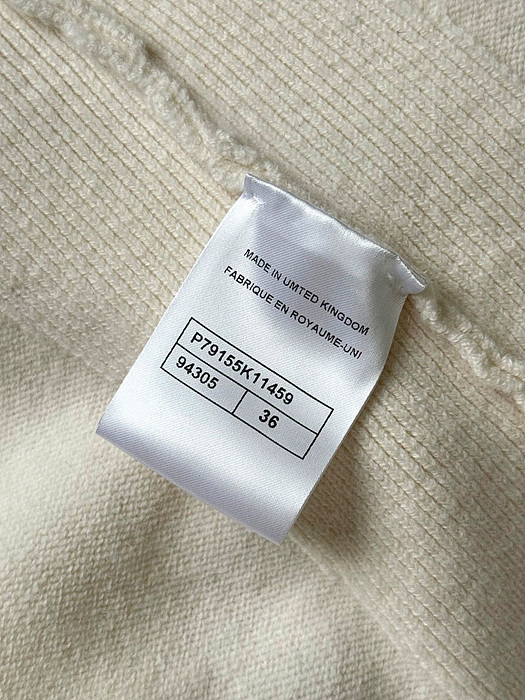 MADE IN UMTED KINGDOM
FABRIQUE EN ROYAUME-UNI
P79155K11459
94305 36